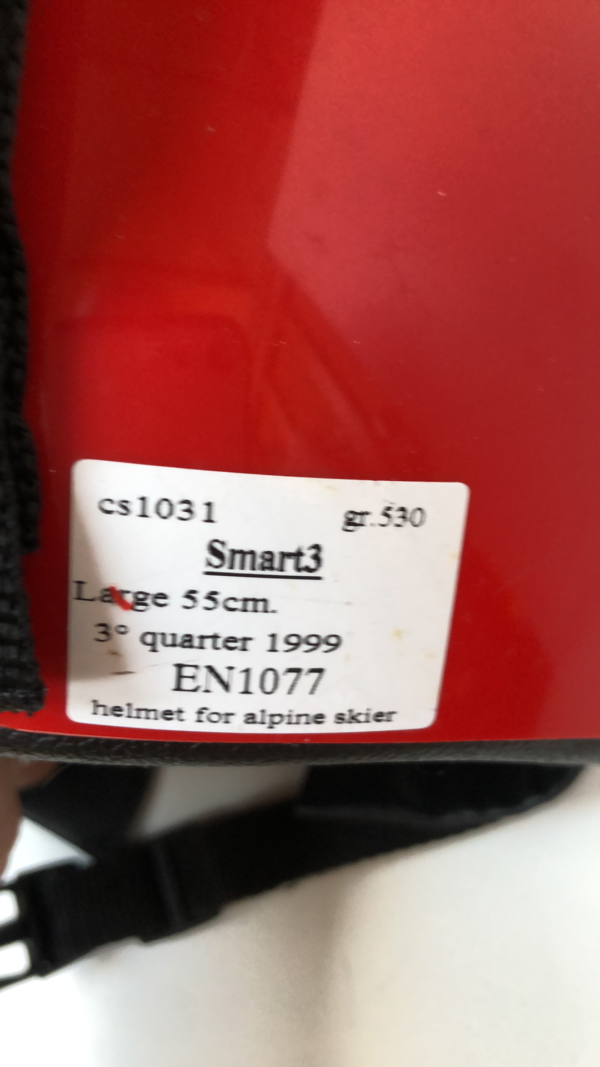 cs1031 gr.530
Smart3
Large 55cm.
3° quarter 1999
EN1077
helmet for alpine skier